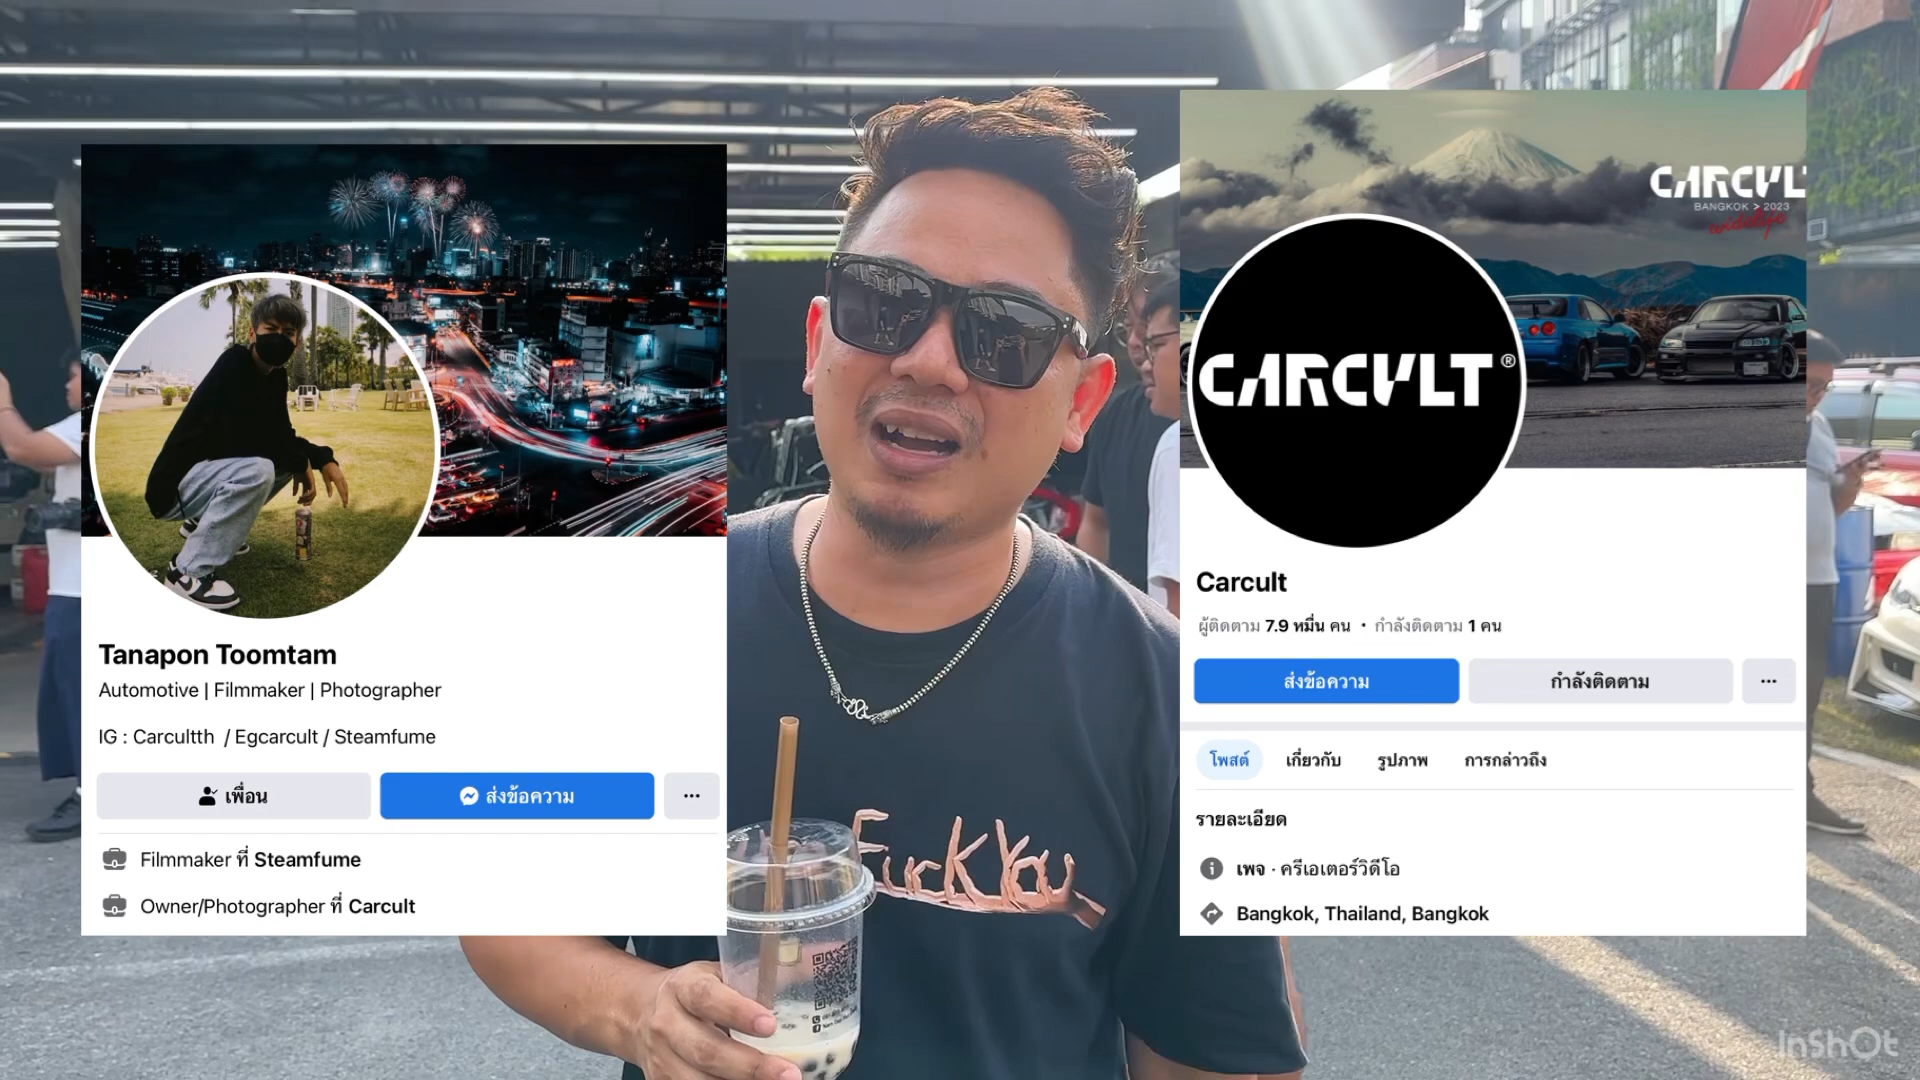 Tanapon Toomtam
Automotive | Filmmaker | Photographer
IG : Carcultth / Egcarcult / Steamfume
เพื่อน
ส่งข้อความ
Filmmaker ที่ Steamfume
Owner/Photographer ที่ Carcult
Fuck You
CARCULT
BANGKOK > 2023
CARCULT®
Carcult
ผู้ติดตาม 7.9 หมื่น คน · กำลังติดตาม 1 คน
ส่งข้อความ
กำลังติดตาม
โพสต์ เกี่ยวกับ รูปภาพ การกล่าวถึง
รายละเอียด
เพจ · ครีเอเตอร์วิดีโอ
Bangkok, Thailand, Bangkok
InShOt